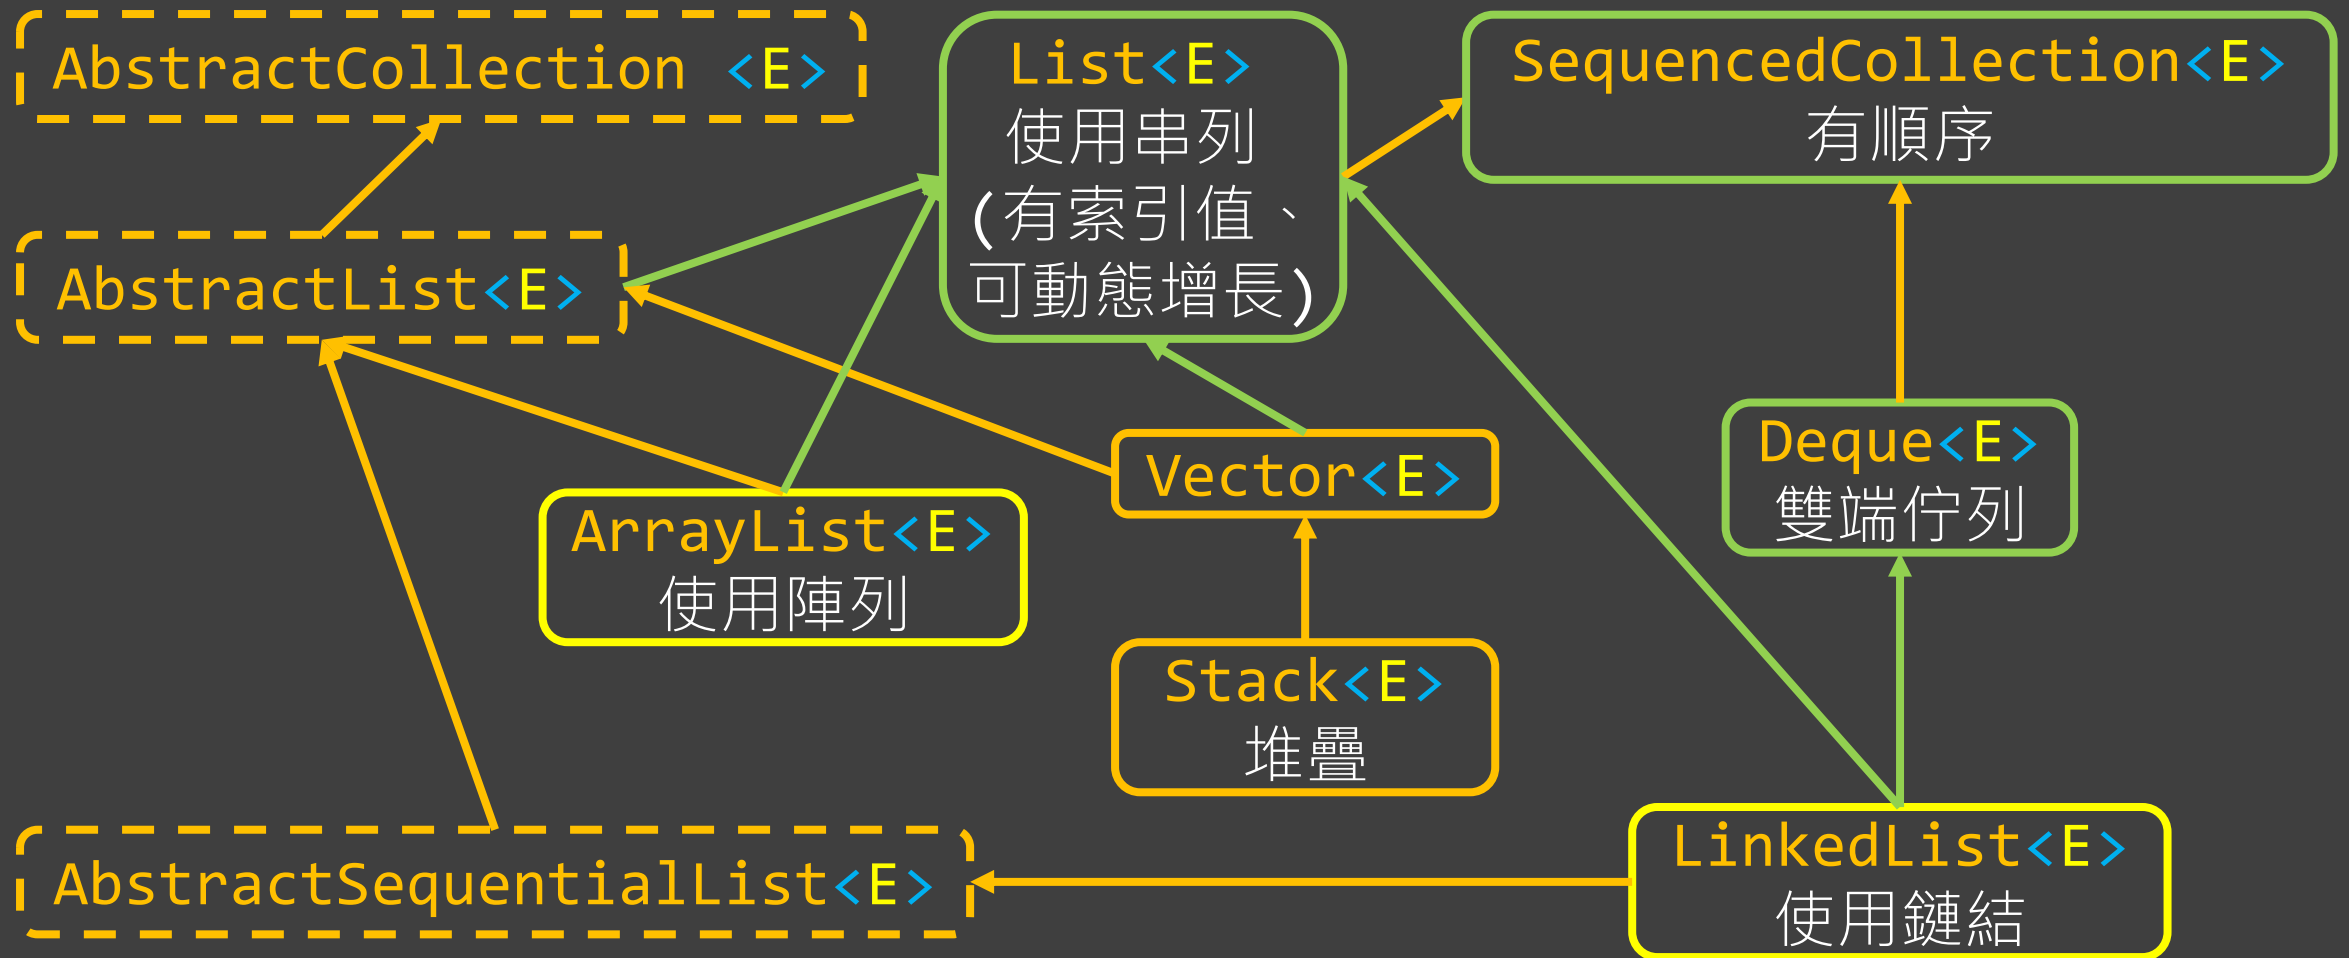 AbstractCollection <E>
List<E>
使用串列
(有索引值、
可動態增長)
SequencedCollection<E>
有順序
AbstractList<E>
Vector<E>
Deque<E>
雙端佇列
ArrayList<E>
使用陣列
Stack<E>
堆疊
AbstractSequentialList<E>
LinkedList<E>
使用鏈結